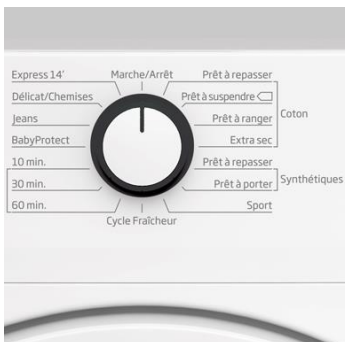 Express 14'
Marche/Arrêt
Prêt à repasser
Délicat/Chemises
Prêt à suspendre
Jeans
Prêt à ranger
Coton
BabyProtect
Extra sec
10 min.
Prêt à repasser
30 min.
Prêt à porter
Synthétiques
60 min.
Sport
Cycle Fraîcheur